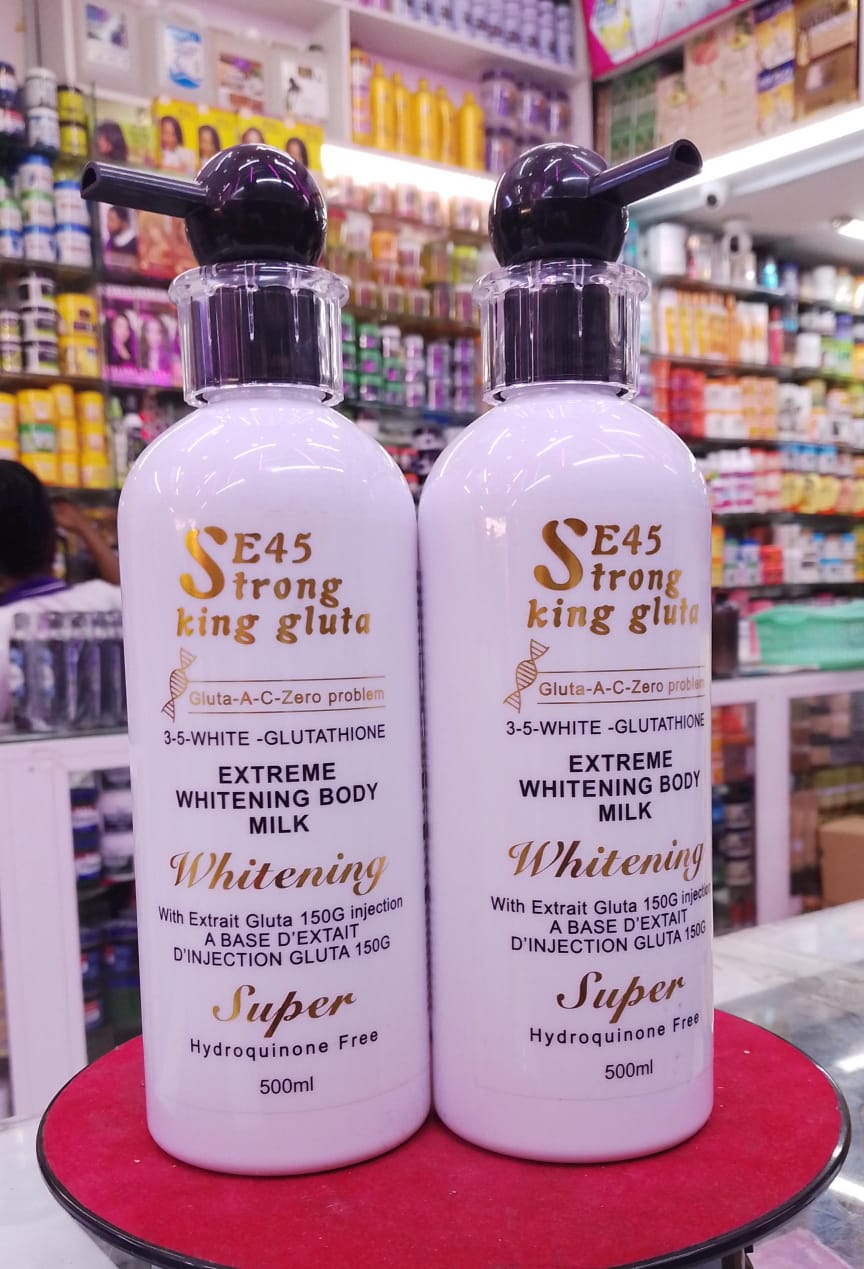 SE45
Strong
king gluta
Gluta-A-C-Zero problem
3-5-WHITE -GLUTATHIONE
EXTREME
WHITENING BODY
MILK
Whitening
With Extrait Gluta 150G injection
A BASE D'EXTAIT
D'INJECTION GLUTA 150G
Super
Hydroquinone Free
500ml
SE45
Strong
king gluta
Gluta-A-C-Zero problem
3-5-WHITE -GLUTATHIONE
EXTREME
WHITENING BODY
MILK
Whitening
With Extrait Gluta 150G injection
A BASE D'EXTAIT
D'INJECTION GLUTA 150G
Super
Hydroquinone Free
500ml